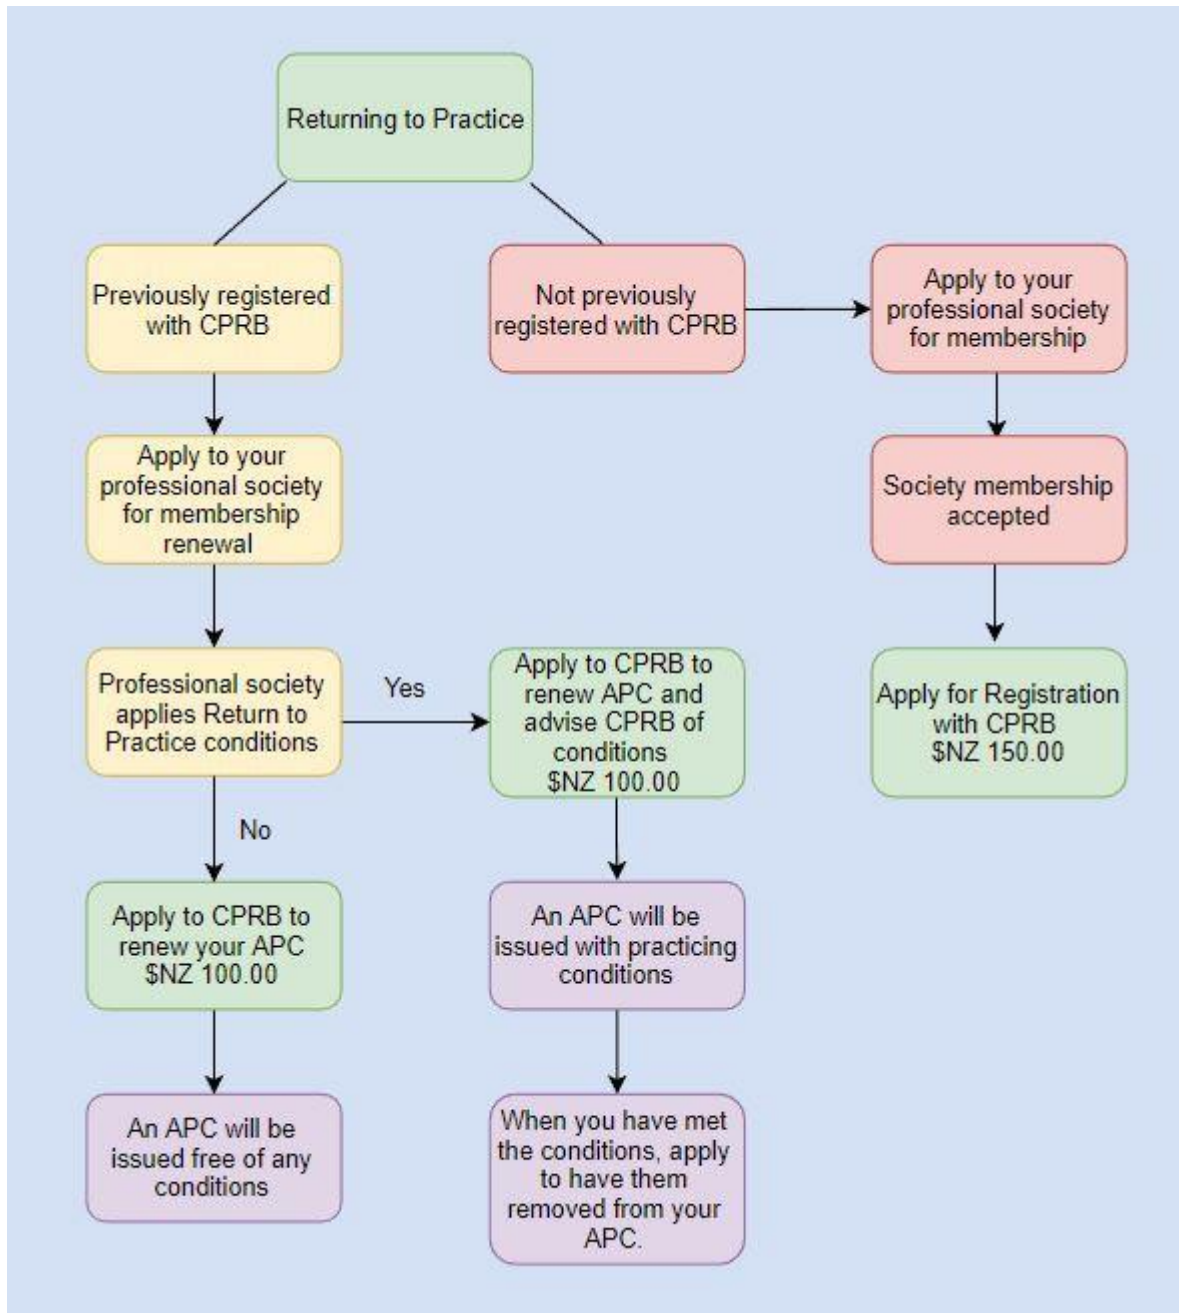 Returning to Practice
Previously registered
with CPRB
Not previously
registered with CPRB
Apply to your
professional society
for membership
Apply to your
professional society
for membership
renewal
Society membership
accepted
Professional society
applies Return to
Practice conditions
Yes
Apply to CPRB to
renew APC and
advise CPRB of
conditions
$NZ 100.00
Apply for Registration
with CPRB
$NZ 150.00
No
Apply to CPRB to
renew your APC
$NZ 100.00
An APC will be
issued with practicing
conditions
An APC will be
issued free of any
conditions
When you have met
the conditions, apply
to have them
removed from your
APC.